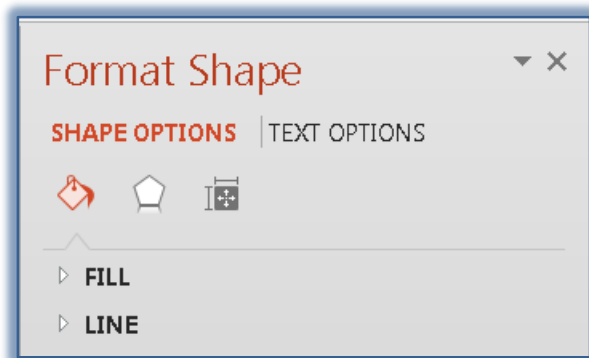 Format Shape
SHAPE OPTIONS TEXT OPTIONS
FILL
LINE